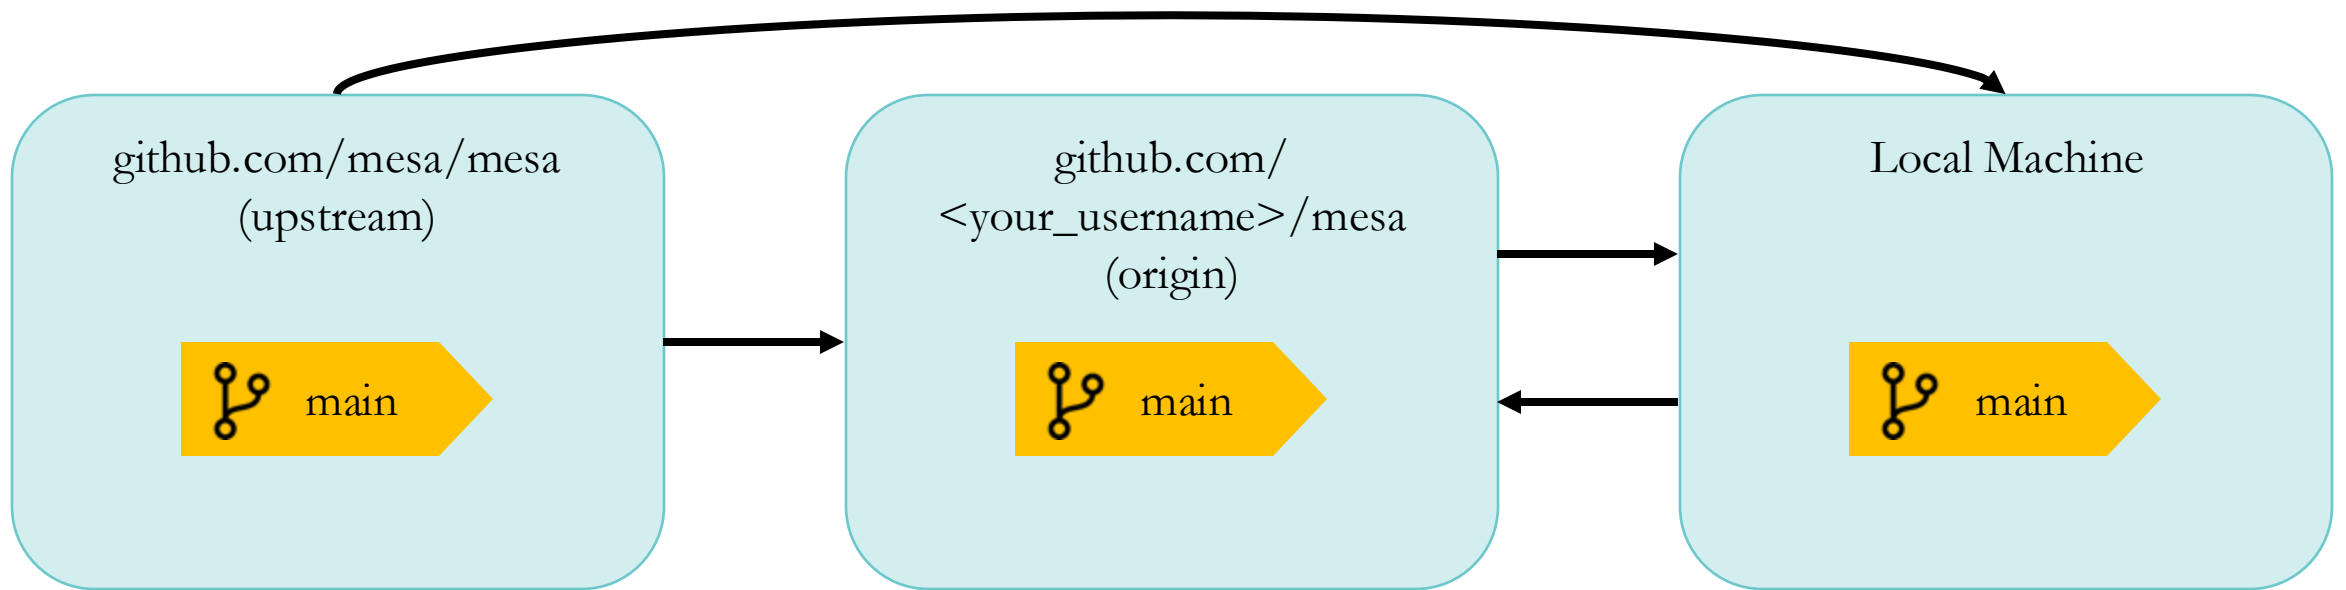 github.com/mesa/mesa
(upstream)
main
github.com/
<your_username>/mesa
(origin)
main
Local Machine
main